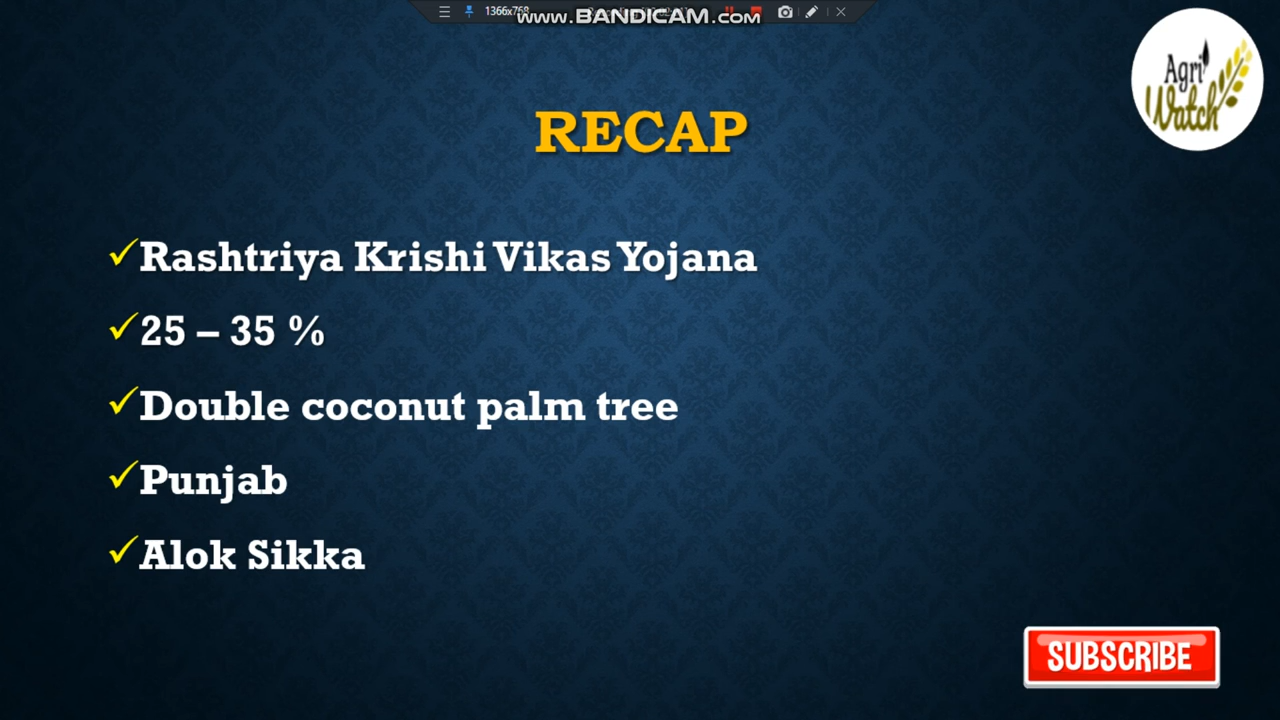 1366x768
www.BANDICAM.com
Agri
Watch
RECAP
✓Rashtriya Krishi Vikas Yojana
✓25 – 35 %
✓Double coconut palm tree
✓Punjab
✓Alok Sikka
SUBSCRIBE